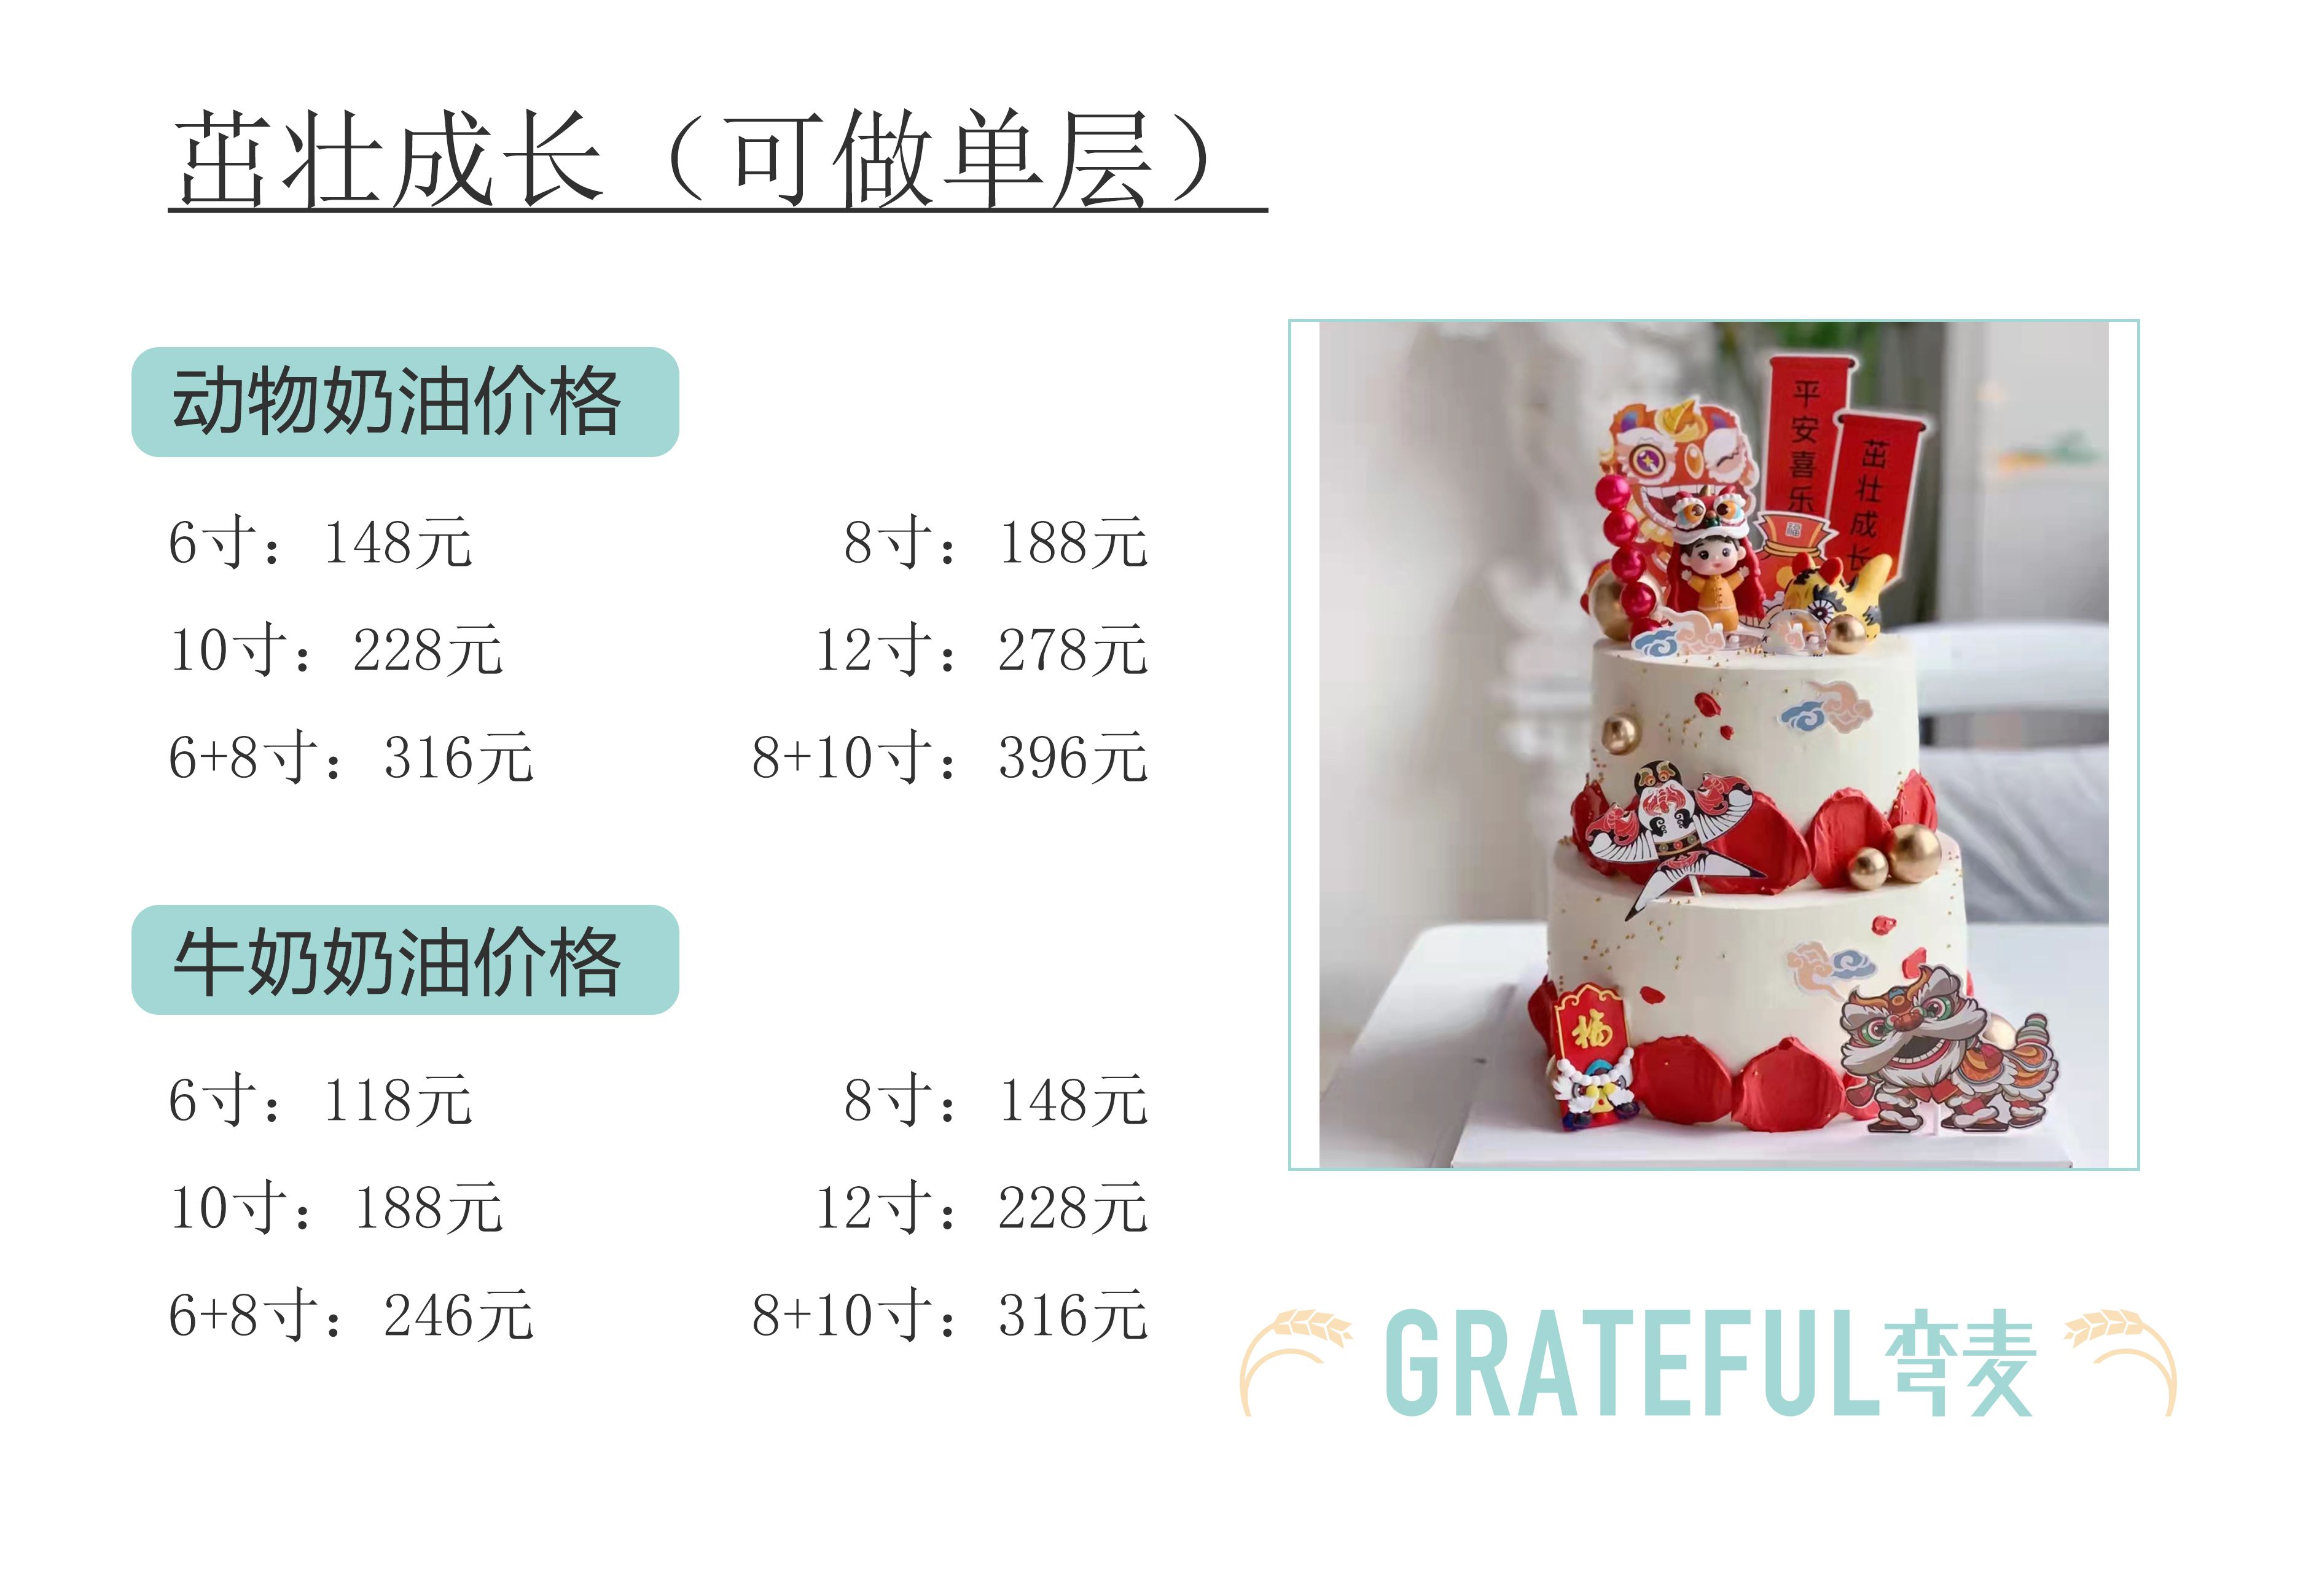 茁壮成长（可做单层）
动物奶油价格
6寸：148元
8寸：188元
10寸：228元
12寸：278元
6+8寸：316元
8+10寸：396元
牛奶奶油价格
6寸：118元
8寸：148元
10寸：188元
12寸：228元
6+8寸：246元
8+10寸：316元
平安喜乐
茁壮成长
福
福
GRATEFUL弯麦